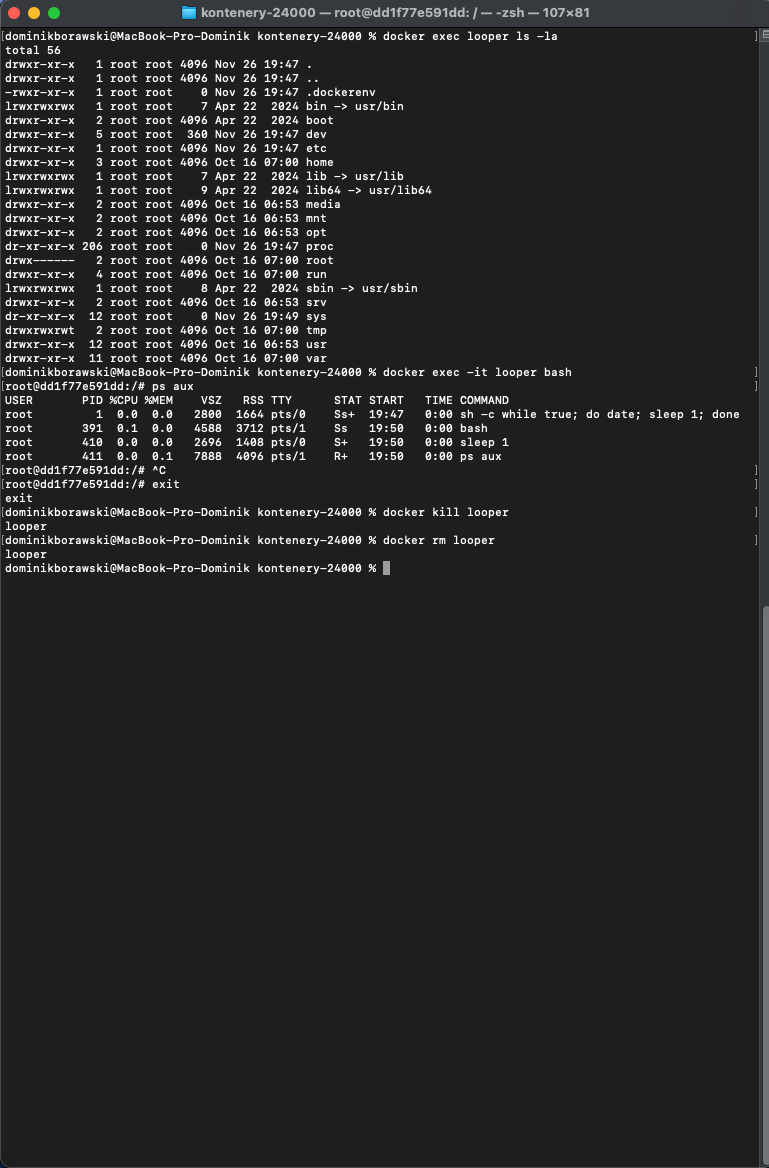 kontenery-24000 — root@dd1f77e591dd: / — -zsh — 107×81
[dominikborawski@MacBook-Pro-Dominik kontenery-24000 % docker exec looper ls -la ]
total 56
drwxr-xr-x   1 root root 4096 Nov 26 19:47 .
drwxr-xr-x   1 root root 4096 Nov 26 19:47 ..
-rwxr-xr-x   1 root root    0 Nov 26 19:47 .dockerenv
lrwxrwxrwx   1 root root    7 Apr 22  2024 bin -> usr/bin
drwxr-xr-x   2 root root 4096 Apr 22  2024 boot
drwxr-xr-x   5 root root  360 Nov 26 19:47 dev
drwxr-xr-x   1 root root 4096 Nov 26 19:47 etc
drwxr-xr-x   3 root root 4096 Oct 16 07:00 home
lrwxrwxrwx   1 root root    7 Apr 22  2024 lib -> usr/lib
lrwxrwxrwx   1 root root    9 Apr 22  2024 lib64 -> usr/lib64
drwxr-xr-x   2 root root 4096 Oct 16 06:53 media
drwxr-xr-x   2 root root 4096 Oct 16 06:53 mnt
drwxr-xr-x   2 root root 4096 Oct 16 06:53 opt
dr-xr-xr-x 206 root root    0 Nov 26 19:47 proc
drwx------   2 root root 4096 Oct 16 07:00 root
drwxr-xr-x   4 root root 4096 Oct 16 07:00 run
lrwxrwxrwx   1 root root    8 Apr 22  2024 sbin -> usr/sbin
drwxr-xr-x   2 root root 4096 Oct 16 06:53 srv
dr-xr-xr-x  12 root root    0 Nov 26 19:49 sys
drwxrwxrwt   2 root root 4096 Oct 16 07:00 tmp
drwxr-xr-x  12 root root 4096 Oct 16 06:53 usr
drwxr-xr-x  11 root root 4096 Oct 16 07:00 var
[dominikborawski@MacBook-Pro-Dominik kontenery-24000 % docker exec -it looper bash ]
[root@dd1f77e591dd:/# ps aux ]
USER       PID %CPU %MEM    VSZ   RSS TTY      STAT START   TIME COMMAND
root         1  0.0  0.0   2800  1664 pts/0    Ss+  19:47   0:00 sh -c while true; do date; sleep 1; done
root       391  0.1  0.0   4588  3712 pts/1    Ss   19:50   0:00 bash
root       410  0.0  0.0   2696  1408 pts/0    S+   19:50   0:00 sleep 1
root       411  0.0  0.1   7888  4096 pts/1    R+   19:50   0:00 ps aux
[root@dd1f77e591dd:/# ^C ]
[root@dd1f77e591dd:/# exit ]
exit
[dominikborawski@MacBook-Pro-Dominik kontenery-24000 % docker kill looper ]
looper
[dominikborawski@MacBook-Pro-Dominik kontenery-24000 % docker rm looper ]
looper
dominikborawski@MacBook-Pro-Dominik kontenery-24000 %